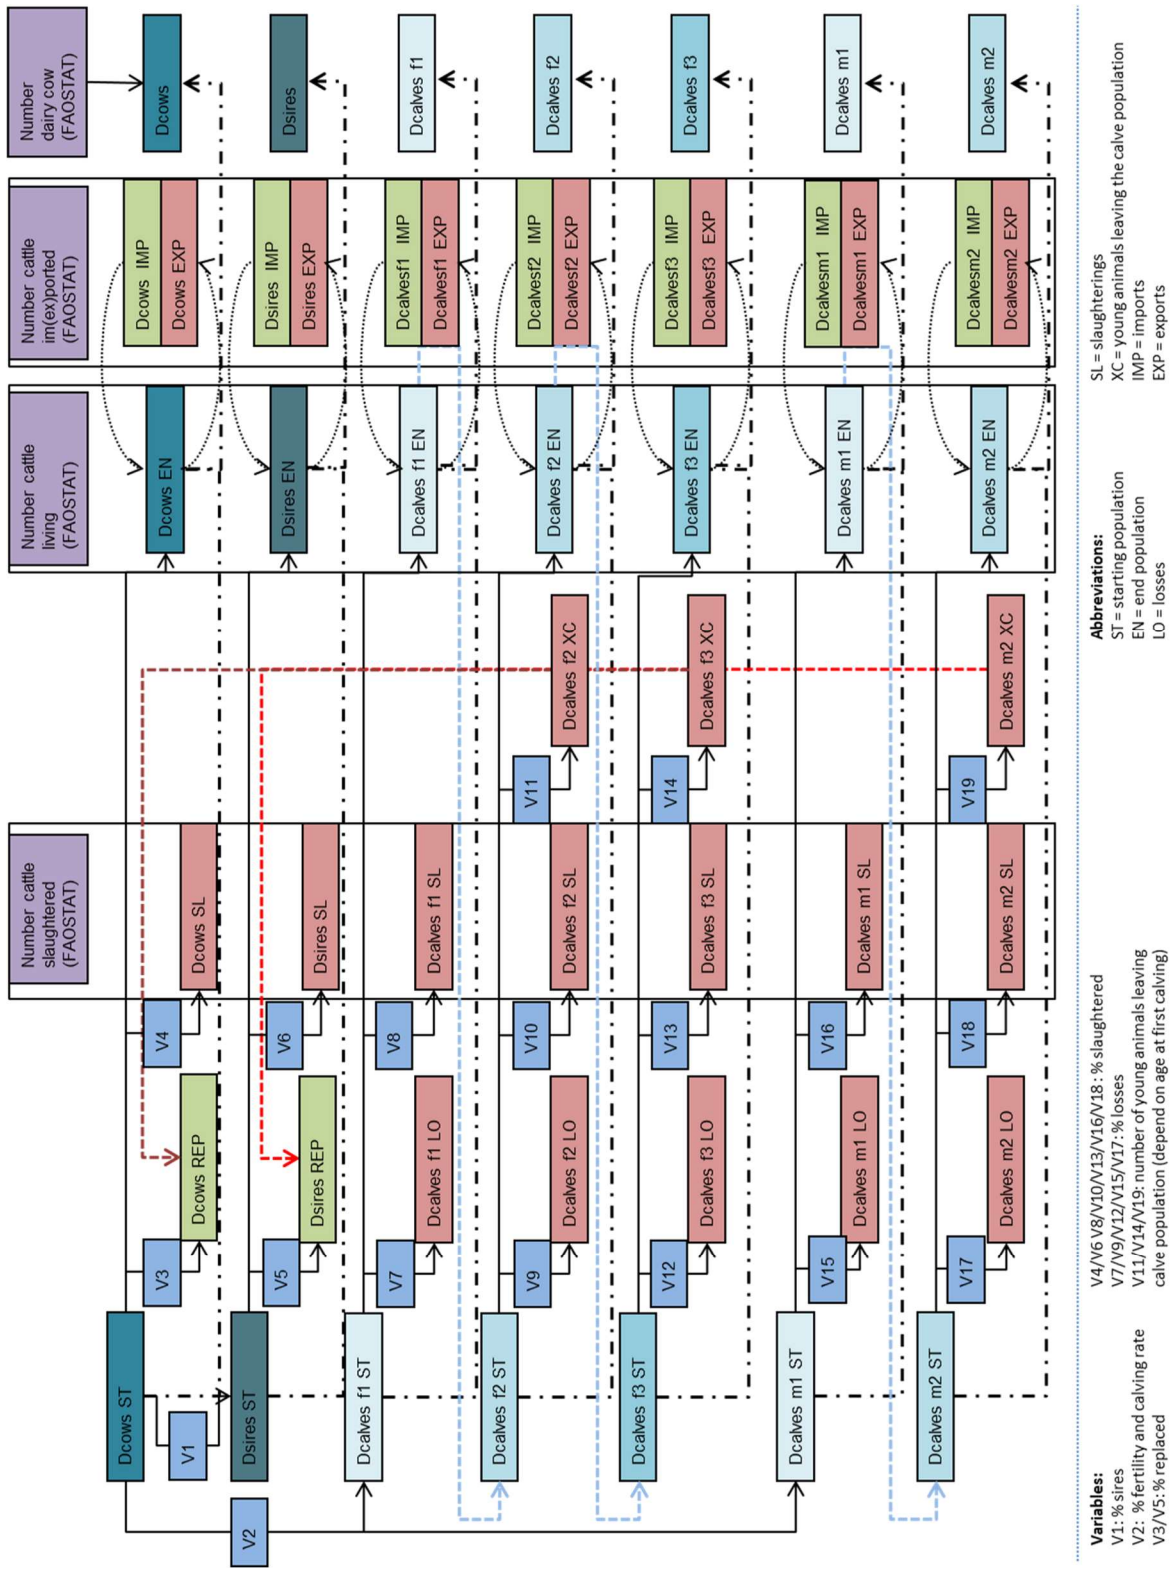 Number cattle
slaughtered
(FAOSTAT)
Number cattle
living
(FAOSTAT)
Number cattle
im(ex)ported
(FAOSTAT)
Number
dairy cow
(FAOSTAT)
Dcows ST
V3
Dcows REP
V4
Dcows SL
Dcows EN
Dcows IMP
Dcows EXP
Dcows
V1
V2
Dsires ST
V5
Dsires REP
V6
Dsires SL
Dsires EN
Dsires IMP
Dsires EXP
Dsires
Dcalves f1 ST
V7
Dcalves f1 LO
V8
Dcalves f1 SL
Dcalves f1 EN
Dcalvesf1 IMP
Dcalvesf1 EXP
Dcalves f1
Dcalves f2 ST
V9
Dcalves f2 LO
V10
Dcalves f2 SL
V11
Dcalves f2 XC
Dcalves f2 EN
Dcalvesf2 IMP
Dcalvesf2 EXP
Dcalves f2
Dcalves f3 ST
V12
Dcalves f3 LO
V13
Dcalves f3 SL
V14
Dcalves f3 XC
Dcalves f3 EN
Dcalvesf3 IMP
Dcalvesf3 EXP
Dcalves f3
Dcalves m1 ST
V15
Dcalves m1 LO
V16
Dcalves m1 SL
Dcalves m1 EN
Dcalvesm1 IMP
Dcalvesm1 EXP
Dcalves m1
Dcalves m2 ST
V17
Dcalves m2 LO
V18
Dcalves m2 SL
V19
Dcalves m2 XC
Dcalves m2 EN
Dcalvesm2 IMP
Dcalvesm2 EXP
Dcalves m2
Variables:
V1: % sires
V2: % fertility and calving rate
V3/V5: % replaced
V4/V6 V8/V10/V13/V16/V18 : % slaughtered
V7/V9/V12/V15/V17: % losses
V11/V14/V19: number of young animals leaving
calve population (depend on age at first calving)
Abbreviations:
ST = starting population
EN = end population
LO = losses
SL = slaughterings
XC = young animals leaving the calve population
IMP = imports
EXP = exports